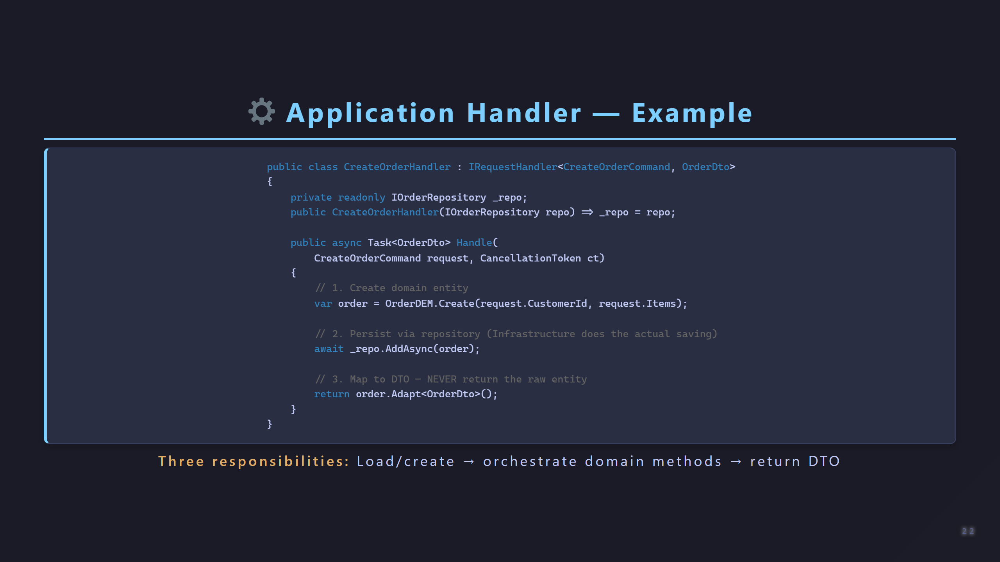 Application Handler — Example
public class CreateOrderHandler : IRequestHandler<CreateOrderCommand, OrderDto>
{
    private readonly IOrderRepository _repo;
    public CreateOrderHandler(IOrderRepository repo) => _repo = repo;

    public async Task<OrderDto> Handle(
        CreateOrderCommand request, CancellationToken ct)
    {
        // 1. Create domain entity
        var order = OrderDEM.Create(request.CustomerId, request.Items);

        // 2. Persist via repository (Infrastructure does the actual saving)
        await _repo.AddAsync(order);

        // 3. Map to DTO — NEVER return the raw entity
        return order.Adapt<OrderDto>();
    }
}
Three responsibilities: Load/create → orchestrate domain methods → return DTO
22